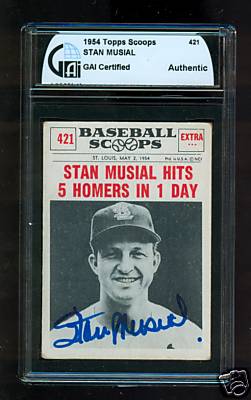 1954 Topps Scoops 421
STAN MUSIAL
GAI
GAI Certified Authentic
421 BASEBALL SCOOPS EXTRA
ST. LOUIS, MAY 2, 1954
STAN MUSIAL HITS
5 HOMERS IN 1 DAY
Stan Musial
eBay